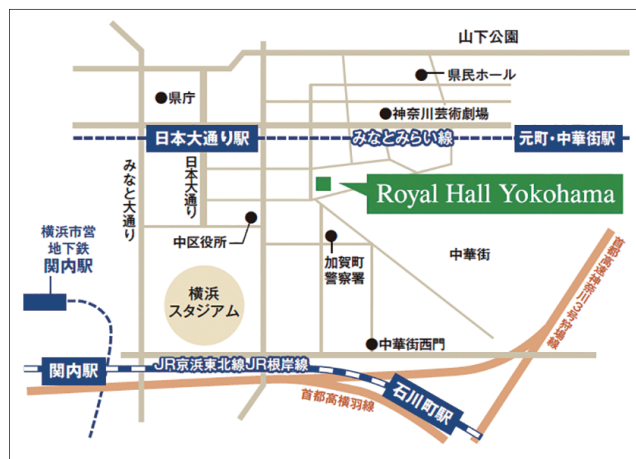 山下公園
県民ホール
県庁
神奈川芸術劇場
日本大通り駅
みなとみらい線
元町・中華街駅
みなと大通り
日本大通り
Royal Hall Yokohama
横浜市営
地下鉄
関内駅
中区役所
加賀町
警察署
中華街
首都高速神奈川3号狩場線
横浜
スタジアム
中華街西門
関内駅
JR京浜東北線JR根岸線
首都高横羽線
石川町駅